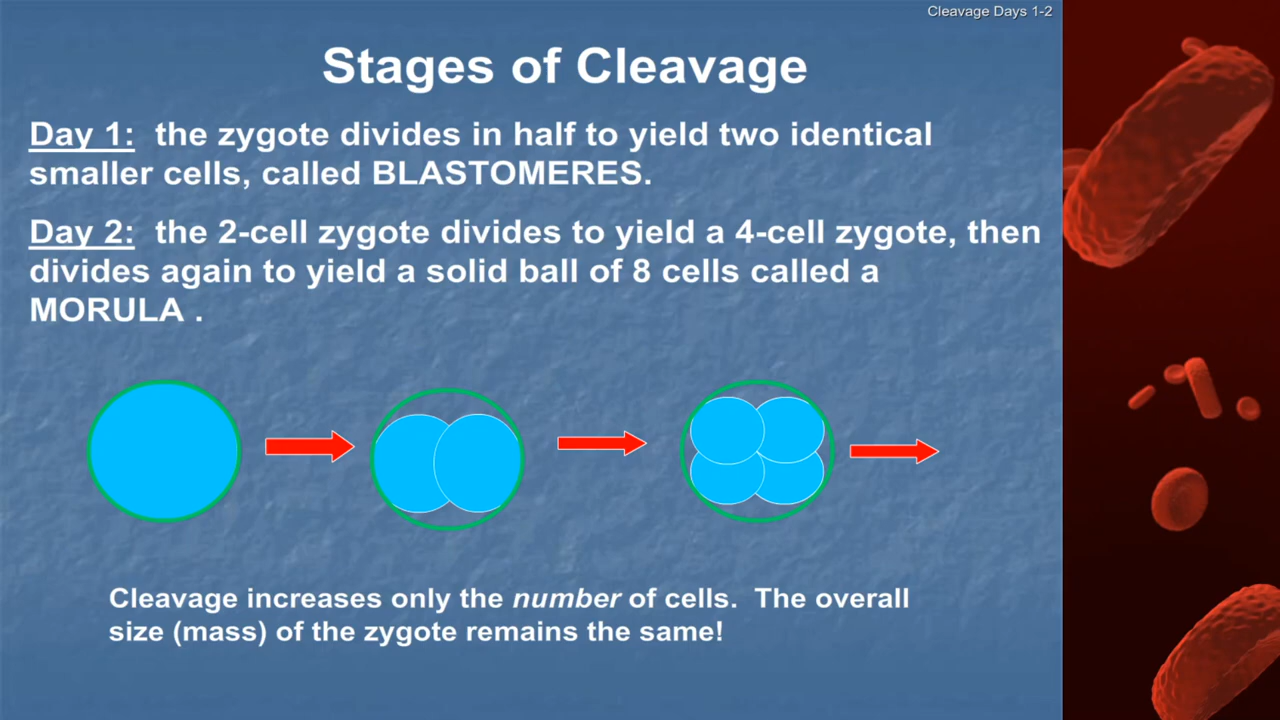 Cleavage Days 1-2
Stages of Cleavage
Day 1:  the zygote divides in half to yield two identical
smaller cells, called BLASTOMERES.
Day 2:  the 2-cell zygote divides to yield a 4-cell zygote, then
divides again to yield a solid ball of 8 cells called a
MORULA .
Cleavage increases only the number of cells.  The overall
size (mass) of the zygote remains the same!